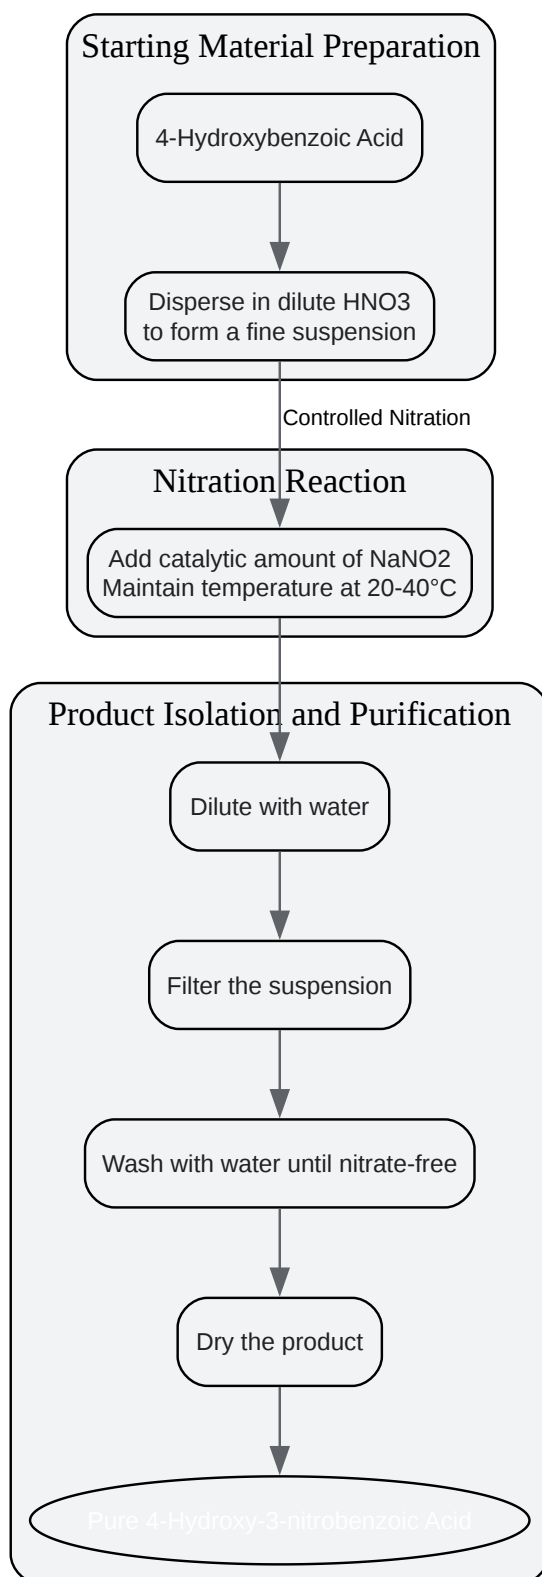 Starting Material Preparation
4-Hydroxybenzoic Acid
Disperse in dilute HNO3
to form a fine suspension
Controlled Nitration
Nitration Reaction
Add catalytic amount of NaNO2
Maintain temperature at 20-40°C
Product Isolation and Purification
Dilute with water
Filter the suspension
Wash with water until nitrate-free
Dry the product
Pure 4-Hydroxy-3-nitrobenzoic Acid